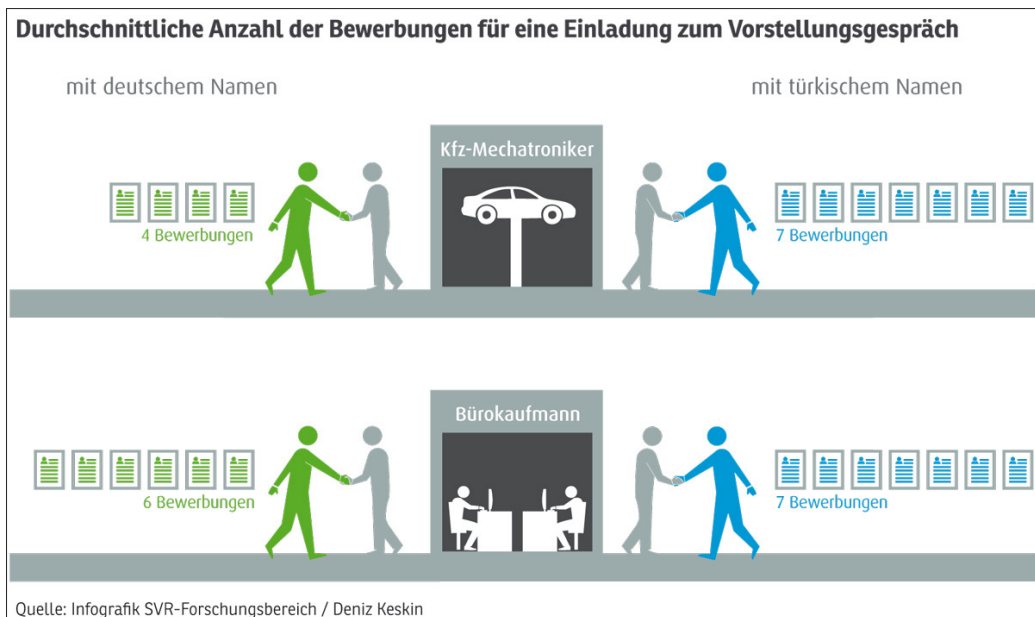 Durchschnittliche Anzahl der Bewerbungen für eine Einladung zum Vorstellungsgespräch
mit deutschem Namen
mit türkischem Namen
Kfz-Mechatroniker
4 Bewerbungen
7 Bewerbungen
Bürokaufmann
6 Bewerbungen
7 Bewerbungen
Quelle: Infografik SVR-Forschungsbereich / Deniz Keskin